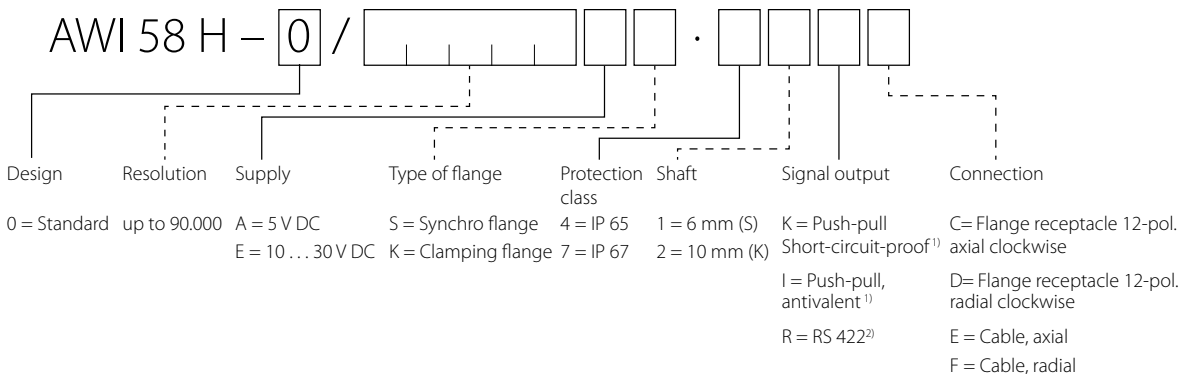 AWI 58 H – 0 / .
Design Resolution Supply Type of flange Protection class Shaft Signal output Connection
0 = Standard up to 90.000 A = 5 V DC S = Synchro flange 4 = IP 65 1 = 6 mm (S) K = Push-pull C= Flange receptacle 12-pol.
E = 10 . . . 30 V DC K = Clamping flange 7 = IP 67 2 = 10 mm (K) Short-circuit-proof 1) axial clockwise
I = Push-pull, D= Flange receptacle 12-pol.
antivalent 1) radial clockwise
R = RS 422 2) E = Cable, axial
F = Cable, radial